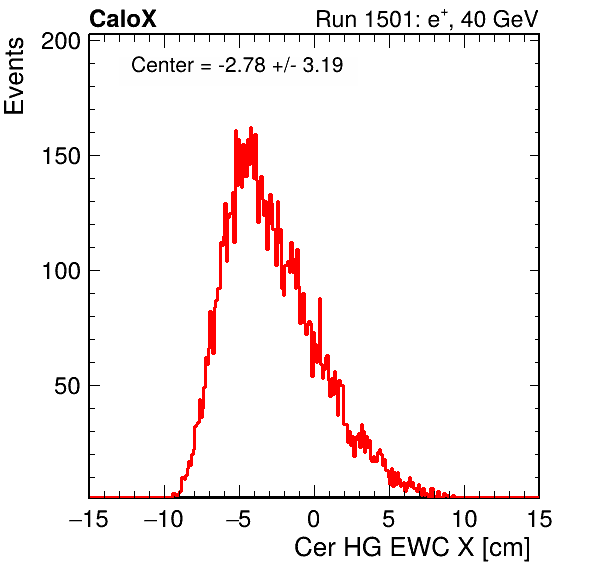 CaloX Run 1501: e⁺, 40 GeV
Events
Center = -2.78 +/- 3.19
200
150
100
50
−15 −10 −5 0 5 10 15
Cer HG EWC X [cm]